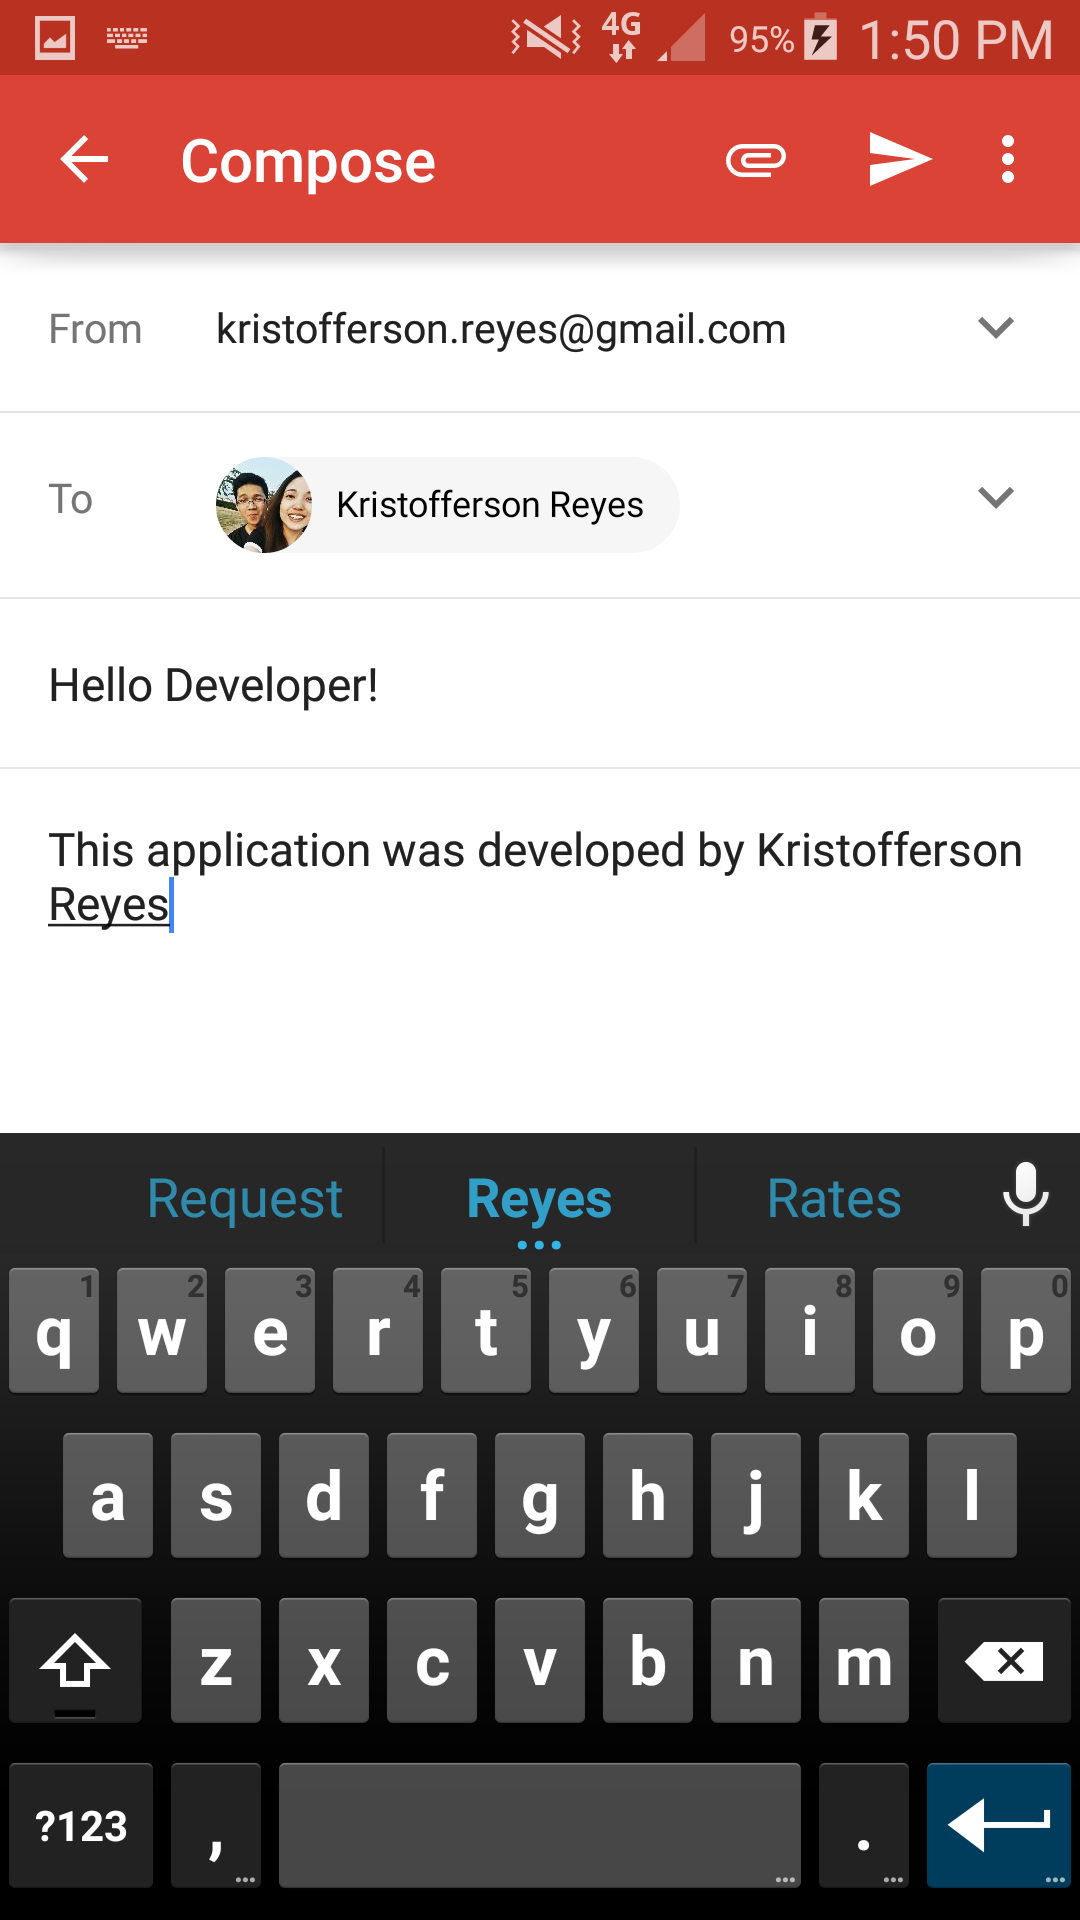 4G 95% 1:50 PM
Compose
From kristofferson.reyes@gmail.com
To Kristofferson Reyes
Hello Developer!
This application was developed by Kristofferson
Reyes
Request Reyes Rates
1 2 3 4 5 6 7 8 9 0
q w e r t y u i o p
a s d f g h j k l
z x c v b n m
?123 , .